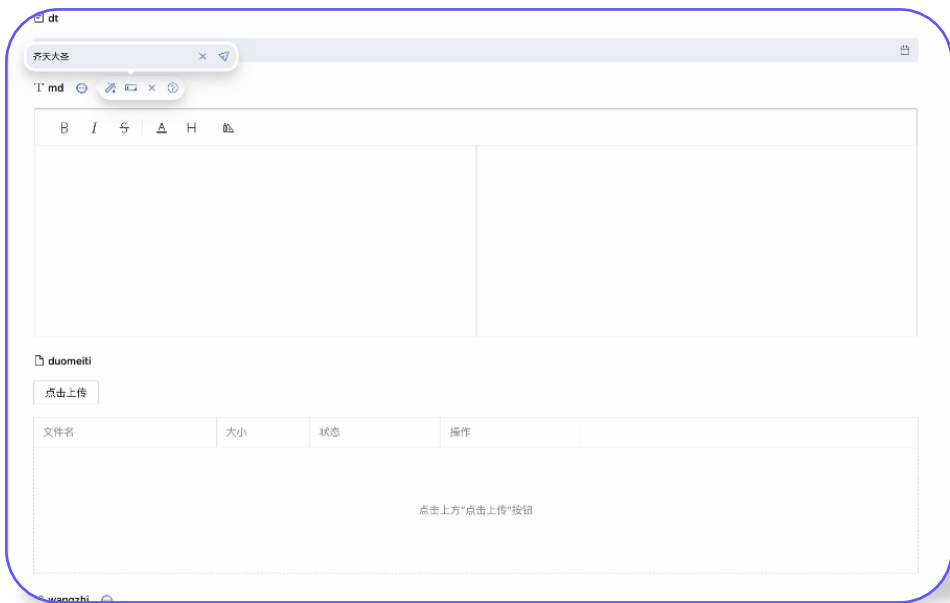 dt
齐天大圣
md
B I S A H
duomeiti
点击上传
文件名 大小 状态 操作
点击上方"点击上传"按钮
wangzhi